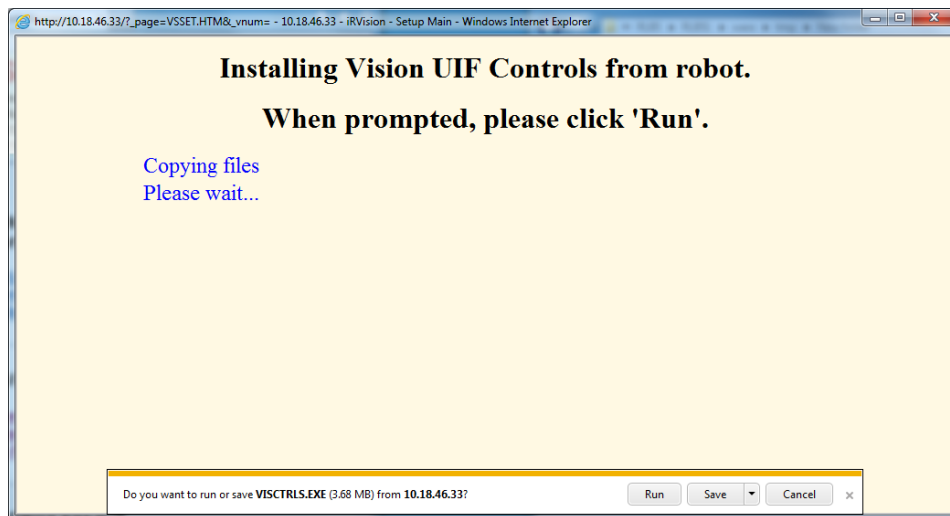 http://10.18.46.33/?_page=VSSET.HTM&_vnum= - 10.18.46.33 - iRVision - Setup Main - Windows Internet Explorer
Installing Vision UIF Controls from robot.
When prompted, please click 'Run'.
Copying files
Please wait...
Do you want to run or save VISCTRLS.EXE (3.68 MB) from 10.18.46.33? Run Save Cancel